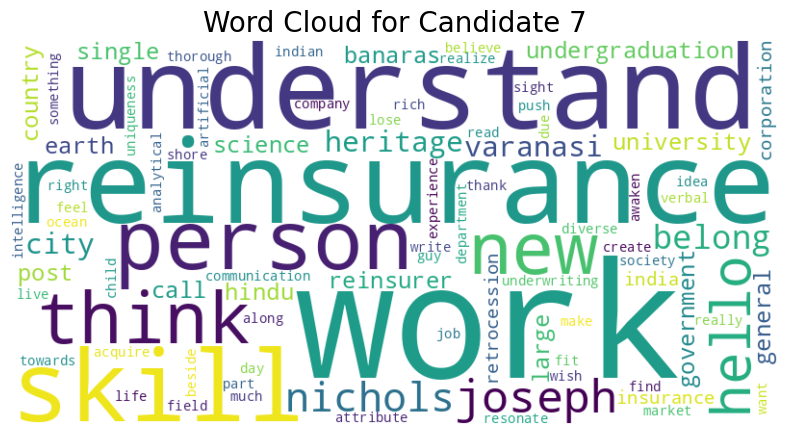 Word Cloud for Candidate 7
country
something
single
thorough
indian
banaras
believe
realize
undergraduation
corporation
understand
uniqueness
artificial
company
rich
sight
push
due
lose
earth
analytical
shore
science
heritage
read
varanasi
university
intelligence
right
feel
ocean
reinsurance
experience
department
thank
awaken
idea
verbal
city
person
write
guy
new
diverse
create
society
belong
post
live
child
call
communication
hindu
reinsurer
retrocession
underwriting
india
government
general
hello
think
along
work
job
large
make
really
towards
acquire
beside
day
fit
wish
find
insurance
want
skill
life
field
part
much
nichols
attribute
joseph
resonate
market